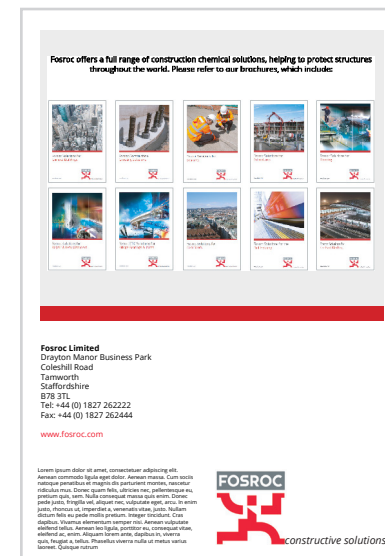 Fosroc offers a full range of construction chemical solutions, helping to protect structures
throughout the world. Please refer to our brochures, which include:
Fosroc Limited
Drayton Manor Business Park
Coleshill Road
Tamworth
Staffordshire
B78 3TL
Tel: +44 (0) 1827 262222
Fax: +44 (0) 1827 262444
www.fosroc.com
Lorem ipsum dolor sit amet, consectetuer adipiscing elit.
Aenean commodo ligula eget dolor. Aenean massa. Cum sociis
natoque penatibus et magnis dis parturient montes, nascetur
ridiculus mus. Donec quam felis, ultricies nec, pellentesque eu,
pretium quis, sem. Nulla consequat massa quis enim. Donec
pede justo, fringilla vel, aliquet nec, vulputate eget, arcu. In enim
justo, rhoncus ut, imperdiet a, venenatis vitae, justo. Nullam
dictum felis eu pede mollis pretium. Integer tincidunt. Cras
dapibus. Vivamus elementum semper nisi. Aenean vulputate
eleifend tellus. Aenean leo ligula, porttitor eu, consequat vitae,
eleifend ac, enim. Aliquam lorem ante, dapibus in, viverra
quis, feugiat a, tellus. Phasellus viverra nulla ut metus varius
laoreet. Quisque rutrum
FOSROC
constructive solutions